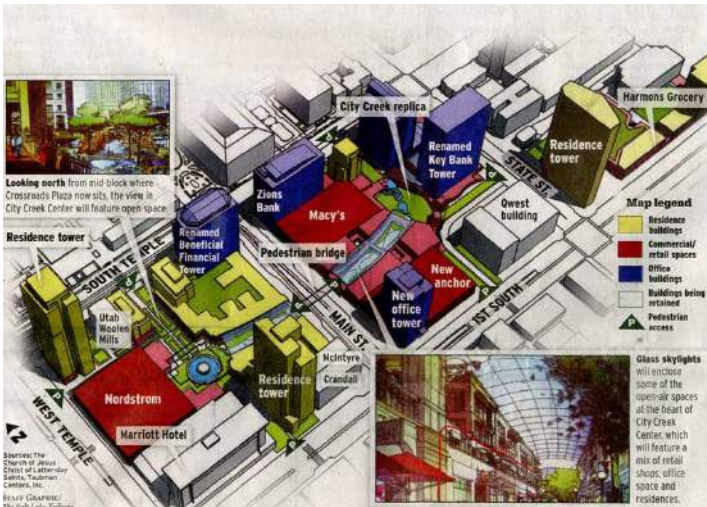 City Creek replica
Harmons Grocery
Renamed
Key Bank
Tower
Residence
tower
STATE ST.
Looking north from mid-block where
Crossroads Plaza now sits, the view in
City Creek Center will feature open space.
Zions
Bank
Macy's
Qwest
building
Map legend
Residence
buildings
Commercial/
retail spaces
Office
buildings
Buildings being
retained
P
Pedestrian
access
Residence tower
SOUTH TEMPLE
Renamed
Beneficial
Financial
Tower
Pedestrian bridge
New
anchor
New
office
tower
1ST SOUTH
MAIN ST.
Utah
Woolen
Mills
Nordstrom
Residence
tower
McIntyre
Crandall
Marriott Hotel
WEST TEMPLE
N
Sources: The
Church of Jesus
Christ of Latter-day
Saints, Taubman
Centers, Inc.
STAFF GRAPHIC/
The Salt Lake Tribune
Glass skylights
will enclose
some of the
open-air spaces
at the heart of
City Creek
Center, which
will feature a
mix of retail
shops, office
space and
residences.